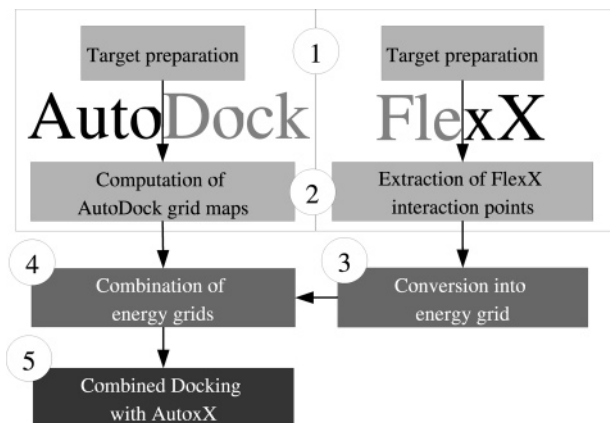 1
Target preparation
Target preparation
AutoDock
FlexX
Computation of
AutoDock grid maps
2
Extraction of FlexX
interaction points
4
Combination of
energy grids
3
Conversion into
energy grid
5
Combined Docking
with AutoxX